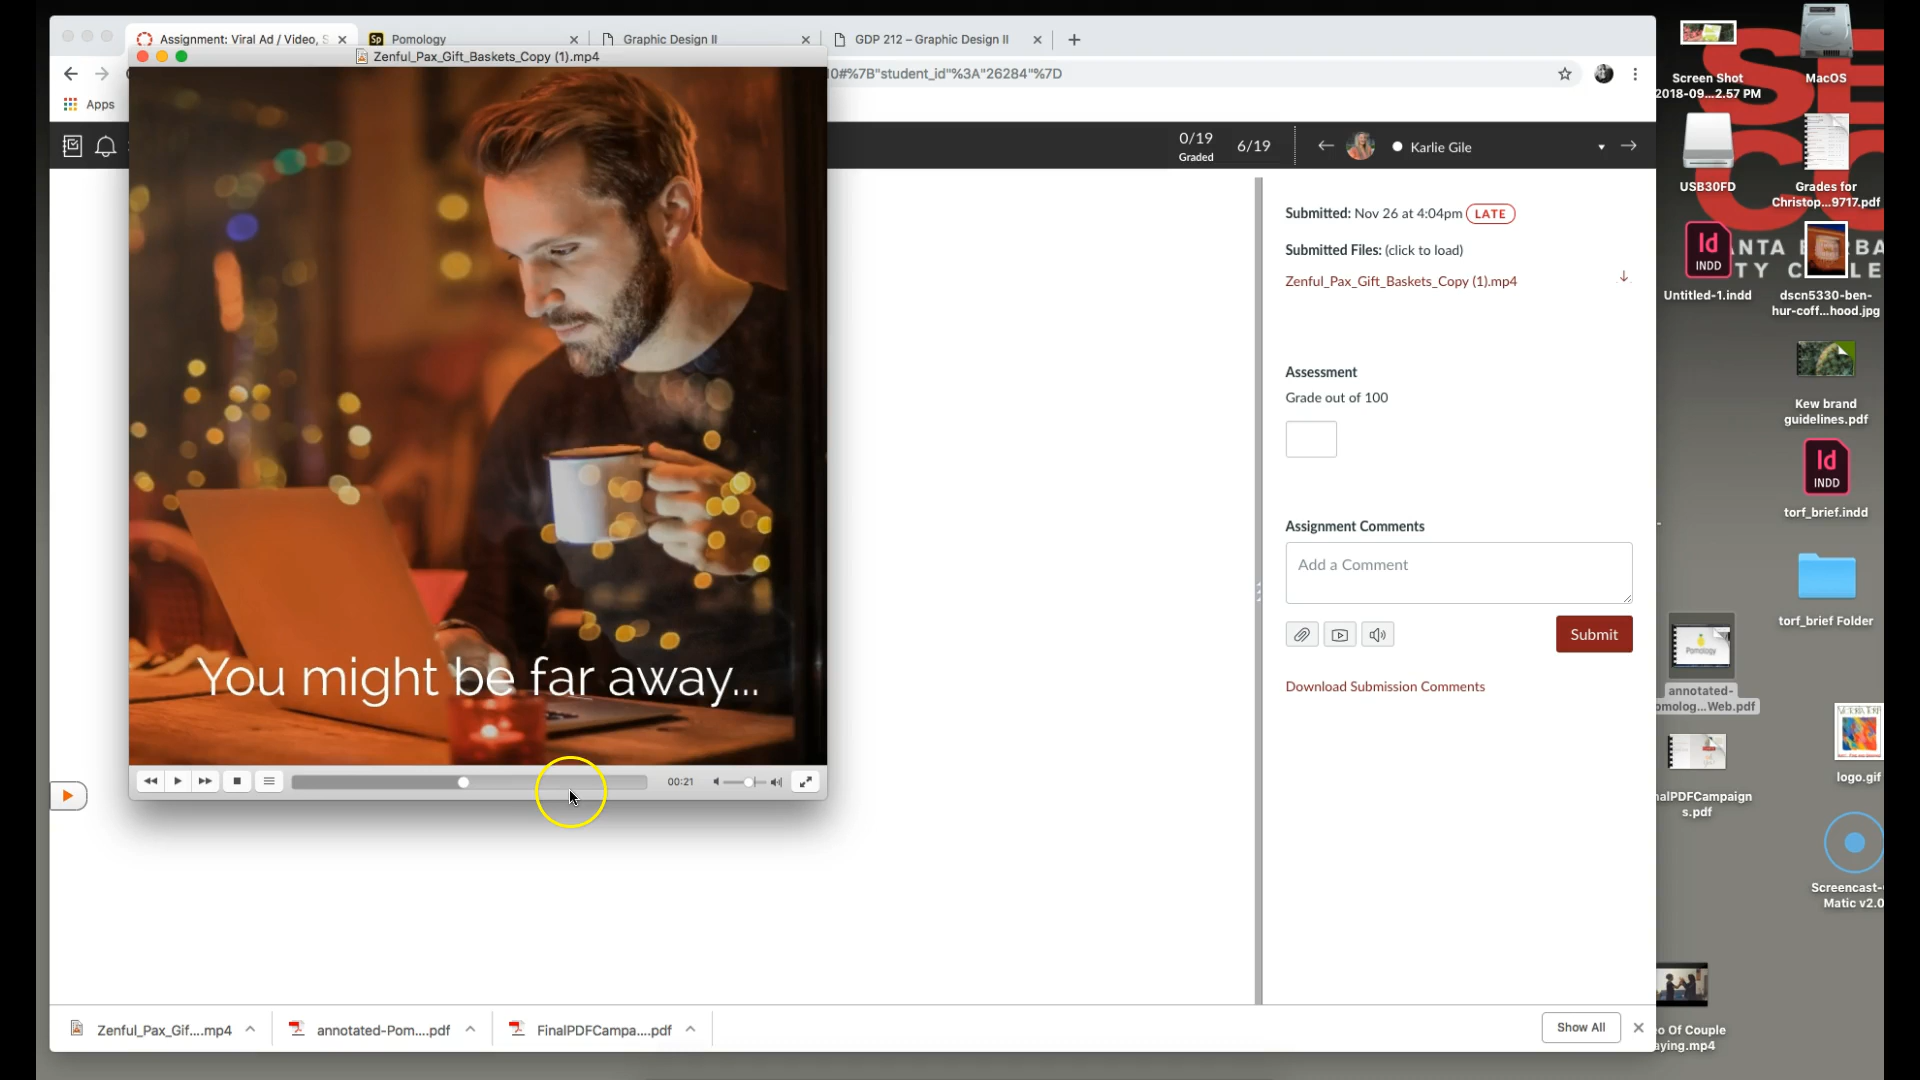 Assignment: Viral Ad / Video, S
Pomology
Graphic Design II
GDP 212 – Graphic Design II
Zenful_Pax_Gift_Baskets_Copy (1).mp4
0#%7B"student_id"%3A"26284"%7D
Apps
0/19
Graded
6/19
Karlie Gile
Submitted: Nov 26 at 4:04pm LATE
Submitted Files: (click to load)
Zenful_Pax_Gift_Baskets_Copy (1).mp4
Assessment
Grade out of 100
Assignment Comments
Add a Comment
Submit
Download Submission Comments
You might be far away...
00:21
Zenful_Pax_Gif....mp4
annotated-Pom....pdf
FinalPDFCampa....pdf
Show All
Screen Shot
2018-09...2.57 PM
MacOS
USB30FD
Grades for
Christop...9717.pdf
Id
INDD
Untitled-1.indd
dscn5330-ben-
hur-coff...hood.jpg
Kew brand
guidelines.pdf
Id
INDD
torf_brief.indd
torf_brief Folder
Pomology
annotated-
omolog...Web.pdf
logo.gif
nalPDFCampaign
s.pdf
Screencast-
Matic v2.0
eo Of Couple
aying.mp4